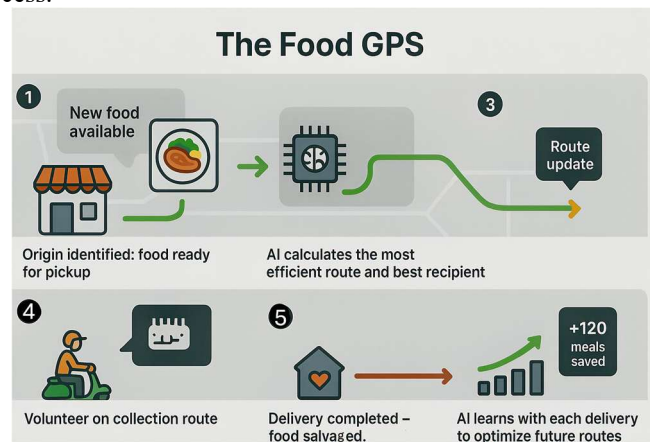 The Food GPS
1
New food
available
3
Route
update
Origin identified: food ready
for pickup
AI calculates the most
efficient route and best recipient
4
5
+120
meals
saved
Volunteer on collection route
Delivery completed –
food salvaged.
AI learns with each delivery
to optimize future routes